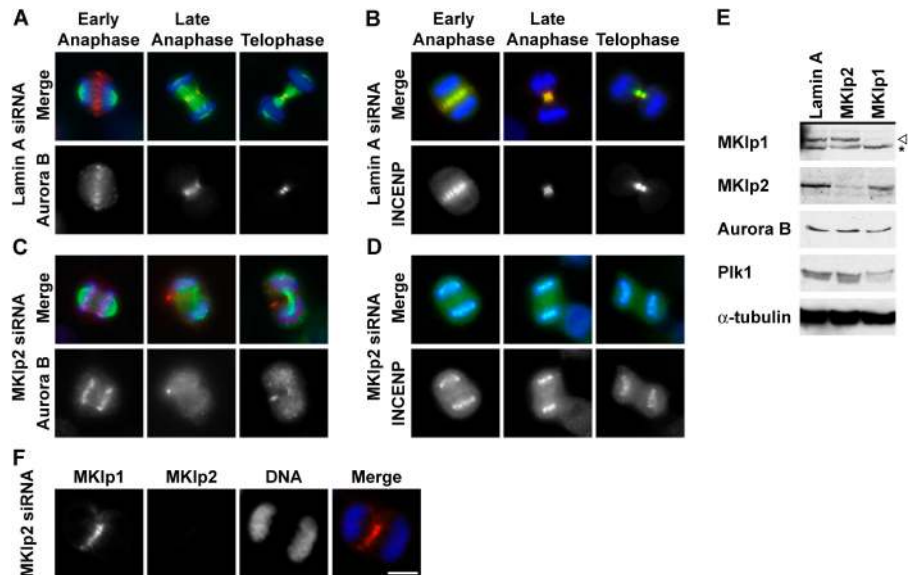 A
Early Anaphase
Late Anaphase
Telophase
Lamin A siRNA
Merge
Aurora B
B
Early Anaphase
Late Anaphase
Telophase
Lamin A siRNA
Merge
INCENP
C
MKlp2 siRNA
Merge
Aurora B
D
MKlp2 siRNA
Merge
INCENP
E
Lamin A
MKlp2
MKlp1
MKlp1
*
MKlp2
Aurora B
Plk1
α-tubulin
F
MKlp1
MKlp2
DNA
Merge
MKlp2 siRNA